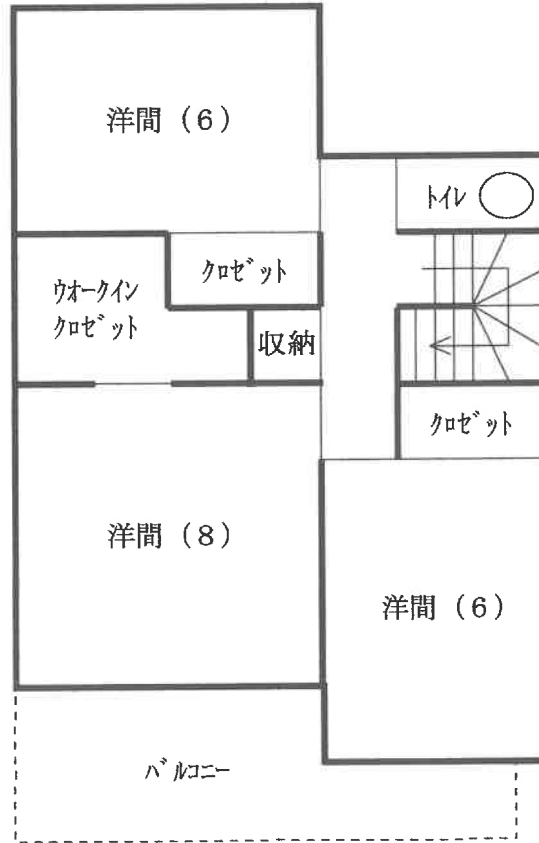 洋間（6）
トイレ
クロゼット
ウオークイン
クロゼット
収納
クロゼット
洋間（8）
洋間（6）
バルコニー